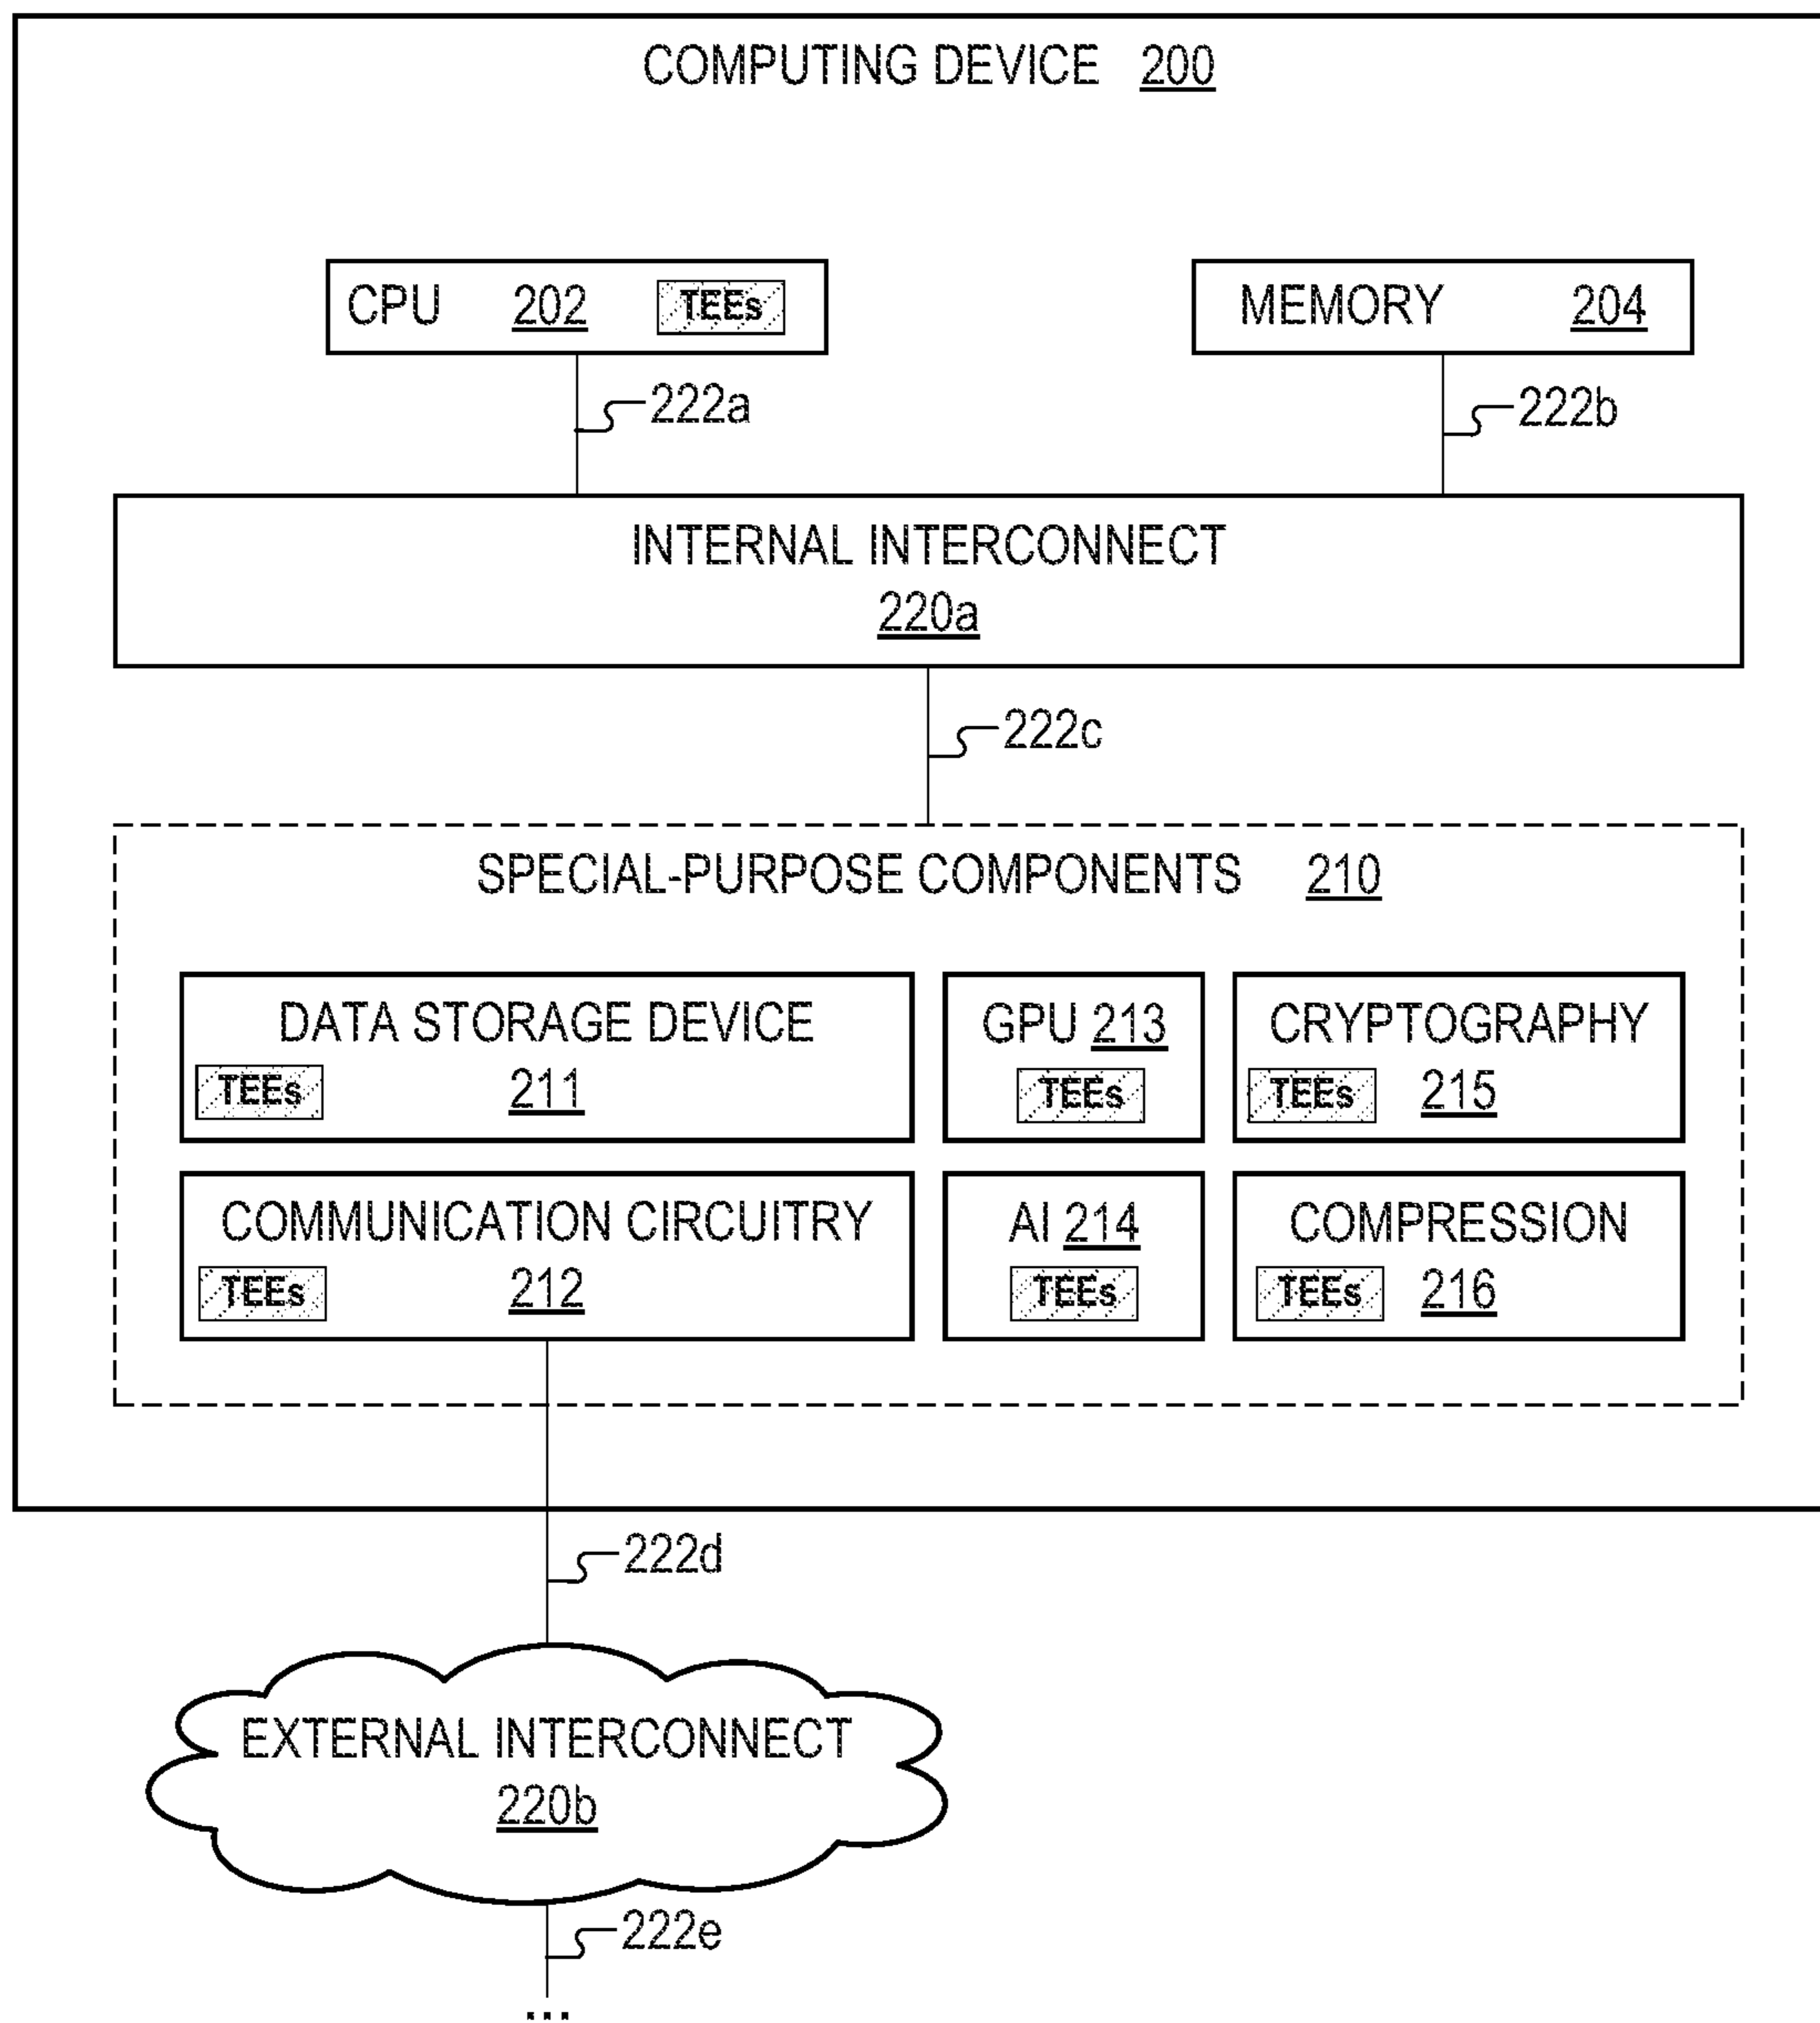 COMPUTING DEVICE 200
CPU 202 TEEs
MEMORY 204
222a
222b
INTERNAL INTERCONNECT
220a
222c
SPECIAL-PURPOSE COMPONENTS 210
DATA STORAGE DEVICE
TEEs 211
GPU 213
TEEs
CRYPTOGRAPHY
TEEs 215
COMMUNICATION CIRCUITRY
TEEs 212
AI 214
TEEs
COMPRESSION
TEEs 216
222d
EXTERNAL INTERCONNECT
220b
222e
...